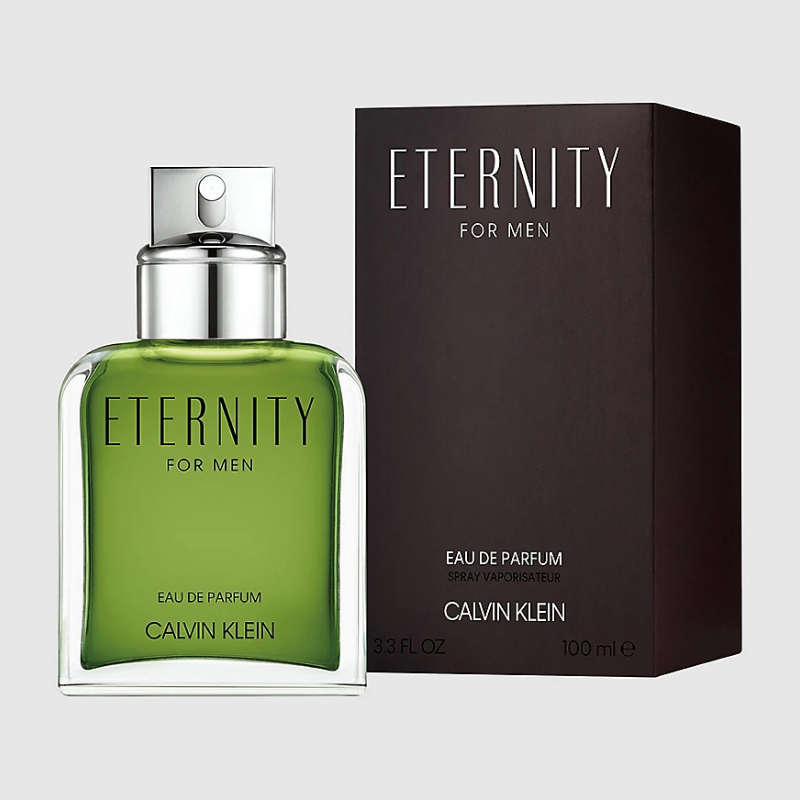 ETERNITY
FOR MEN
EAU DE PARFUM
CALVIN KLEIN
ETERNITY
FOR MEN
EAU DE PARFUM
SPRAY VAPORISATEUR
CALVIN KLEIN
3.3 FL OZ 100 ml ℮